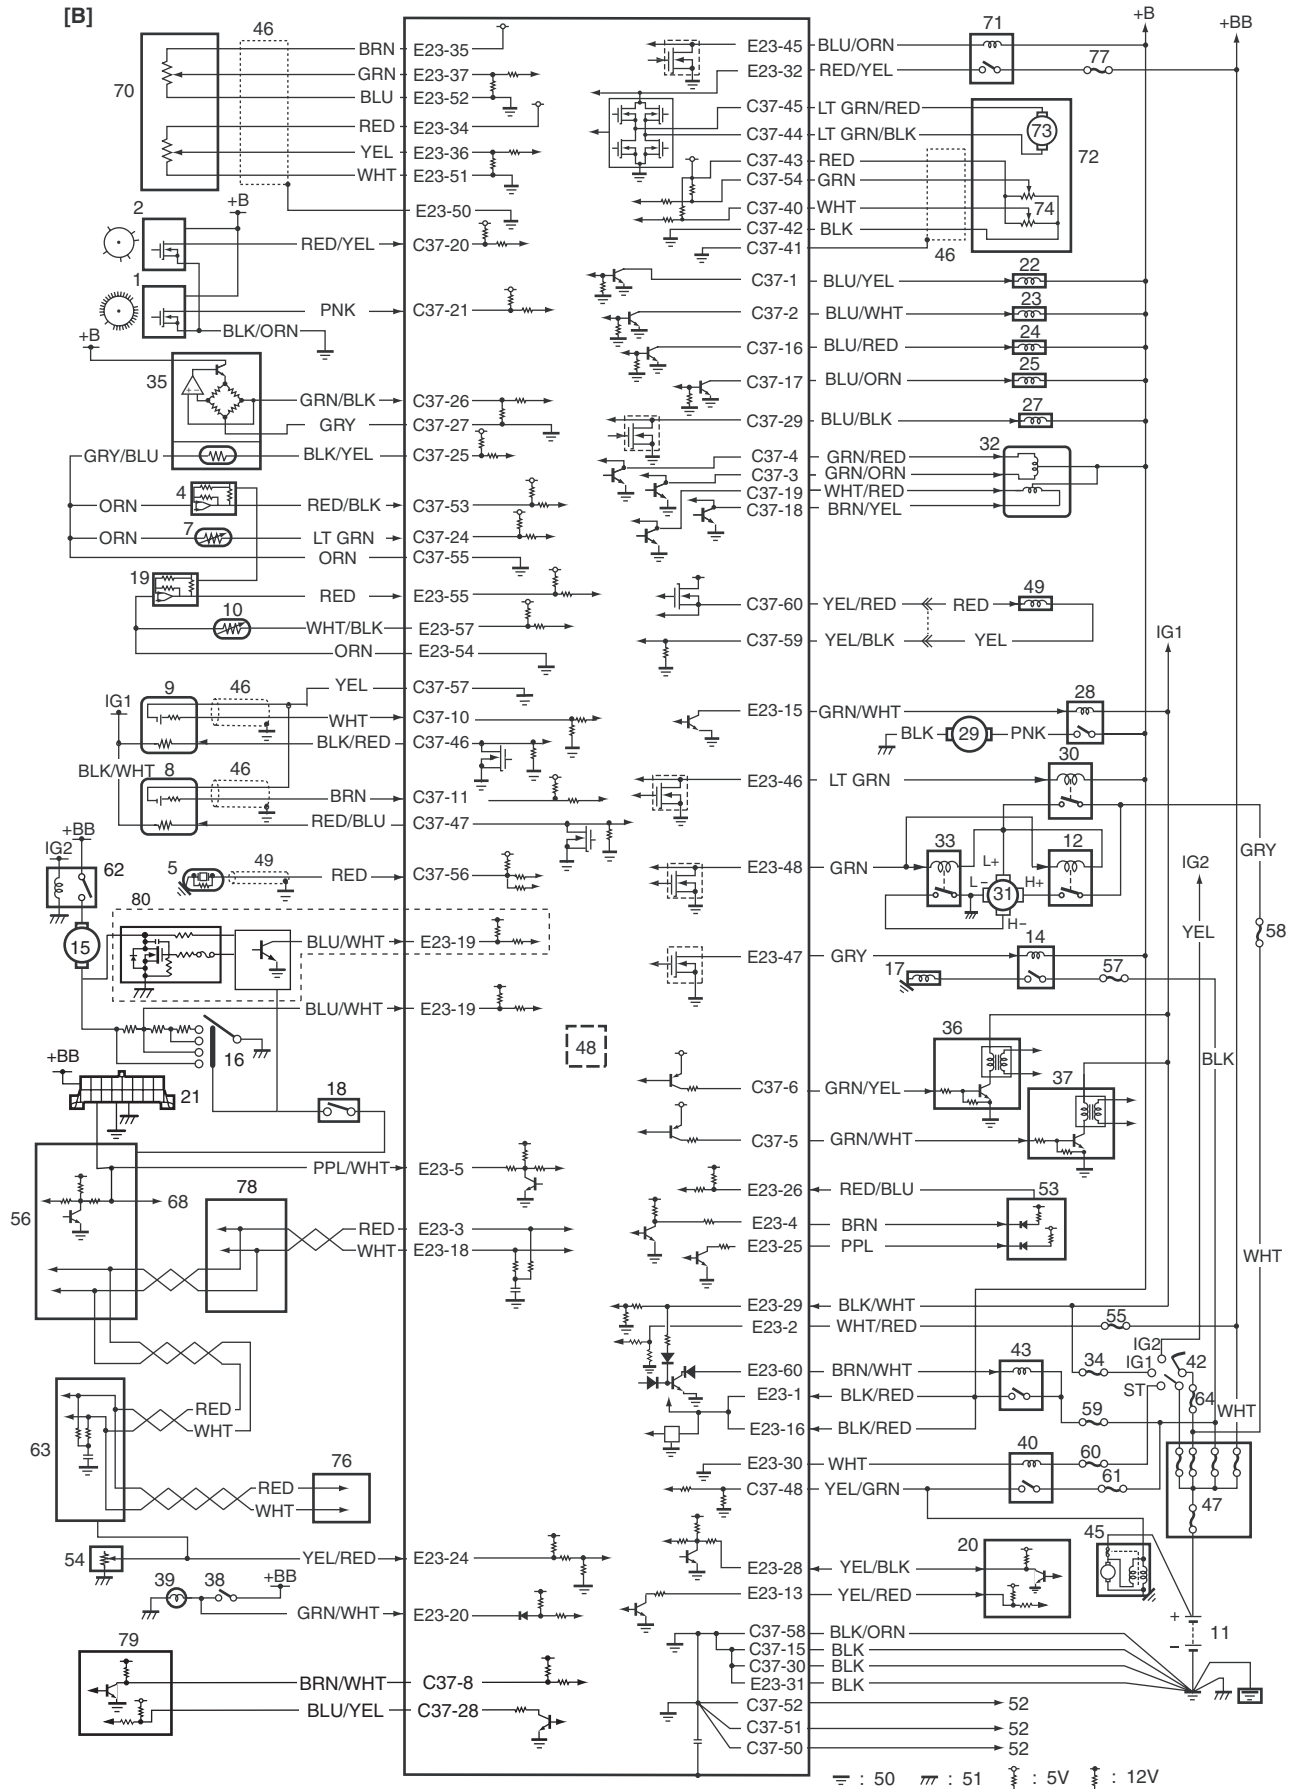 [B]
46
BRN E23-35
GRN E23-37
70
BLU E23-52
RED E23-34
YEL E23-36
WHT E23-51
E23-50
2
+B
RED/YEL C37-20
1
PNK C37-21
BLK/ORN
+B
35
+ −
GRN/BLK C37-26
GRY C37-27
GRY/BLU BLK/YEL C37-25
4
ORN RED/BLK C37-53
7
ORN LT GRN C37-24
ORN C37-55
19
RED E23-55
10
WHT/BLK E23-57
ORN E23-54
YEL C37-57
IG1 9 46
WHT C37-10
BLK/RED C37-46
BLK/WHT 8 46
BRN C37-11
RED/BLU C37-47
+BB
IG2
62
5 49
RED C37-56
80
15
BLU/WHT E23-19
BLU/WHT E23-19
16
+BB
21
18
PPL/WHT E23-5
68
56
78
RED E23-3
WHT E23-18
RED
WHT
63
76
RED
WHT
54
YEL/RED E23-24
39 38 +BB
GRN/WHT E23-20
79
BRN/WHT C37-8
BLU/YEL C37-28
+B
+BB
71
E23-45 BLU/ORN
77
E23-32 RED/YEL
C37-45 LT GRN/RED
73
C37-44 LT GRN/BLK
72
C37-43 RED
C37-54 GRN
C37-40 WHT
74
C37-42 BLK
C37-41
46
22
C37-1 BLU/YEL
23
C37-2 BLU/WHT
24
C37-16 BLU/RED
25
C37-17 BLU/ORN
27
C37-29 BLU/BLK
32
C37-4 GRN/RED
C37-3 GRN/ORN
C37-19 WHT/RED
C37-18 BRN/YEL
C37-60 YEL/RED RED 49
C37-59 YEL/BLK YEL
IG1
28
E23-15 GRN/WHT
BLK 29 PNK
30
E23-46 LT GRN
GRY
33 12
E23-48 GRN
L+
L− H+
31
H−
IG2
YEL
58
14
E23-47 GRY
17
57
48
36
BLK
C37-6 GRN/YEL
37
C37-5 GRN/WHT
E23-26 RED/BLU
53
E23-4 BRN
E23-25 PPL
WHT
E23-29 BLK/WHT
E23-2 WHT/RED
55
IG2
E23-60 BRN/WHT
43
34
IG1
42
E23-1 BLK/RED
ST
64
WHT
59
E23-16 BLK/RED
40
E23-30 WHT
60
C37-48 YEL/GRN
61
47
45
20
E23-28 YEL/BLK
E23-13 YEL/RED
+
−
11
C37-58 BLK/ORN
C37-15 BLK
C37-30 BLK
E23-31 BLK
C37-52 52
C37-51 52
C37-50 52
: 50 : 51 : 5V : 12V